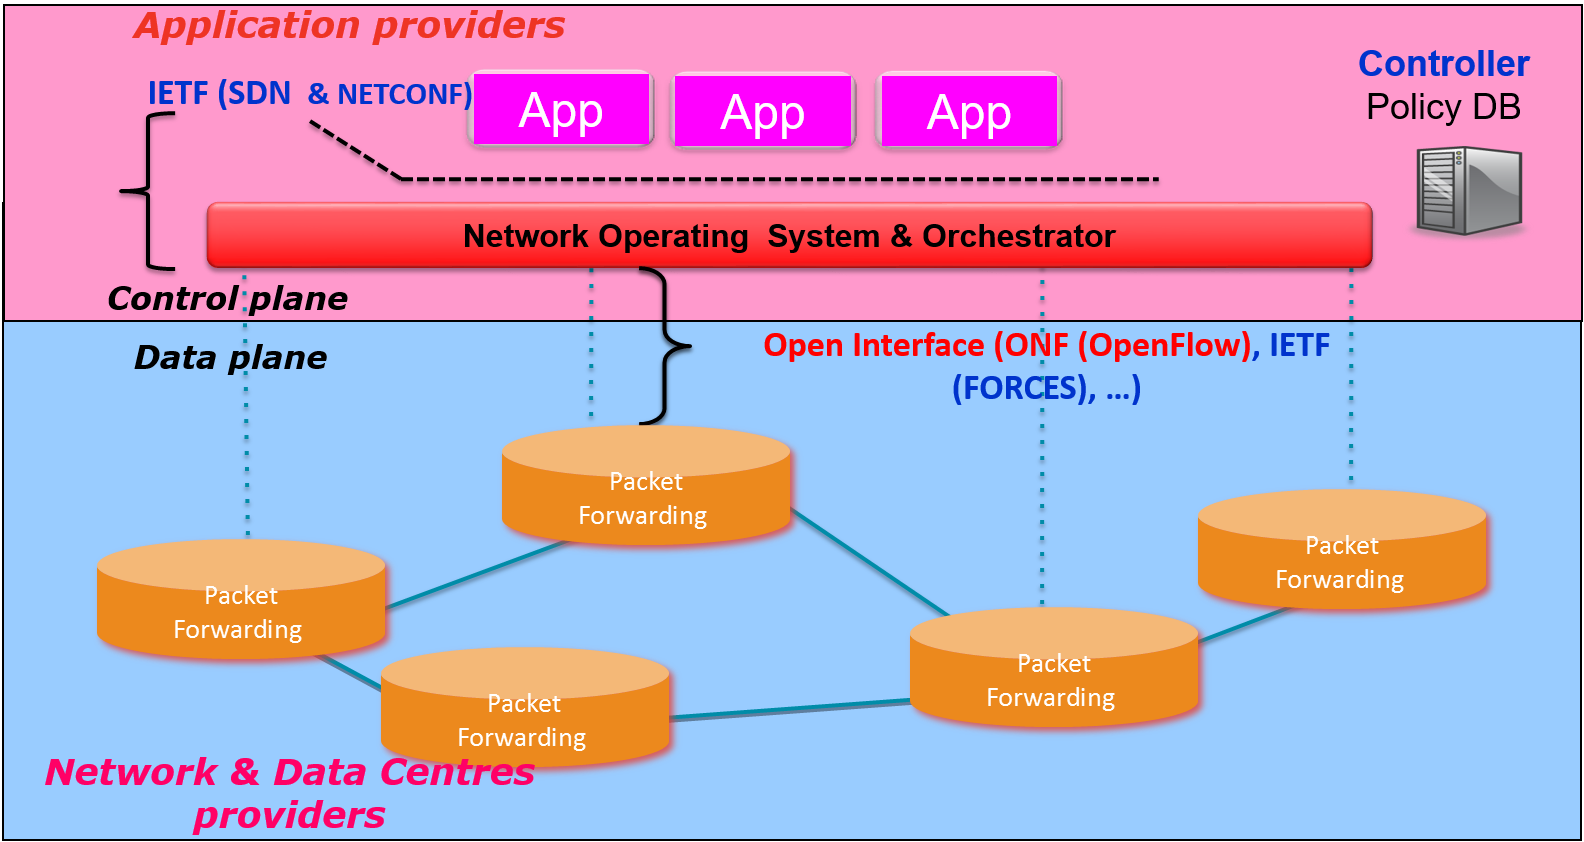 Application providers
IETF (SDN & NETCONF)
App
App
App
Controller
Policy DB
Network Operating System & Orchestrator
Control plane
Data plane
Open Interface (ONF (OpenFlow), IETF
(FORCES), ...)
Packet
Forwarding
Packet
Forwarding
Packet
Forwarding
Packet
Forwarding
Packet
Forwarding
Network & Data Centres
providers